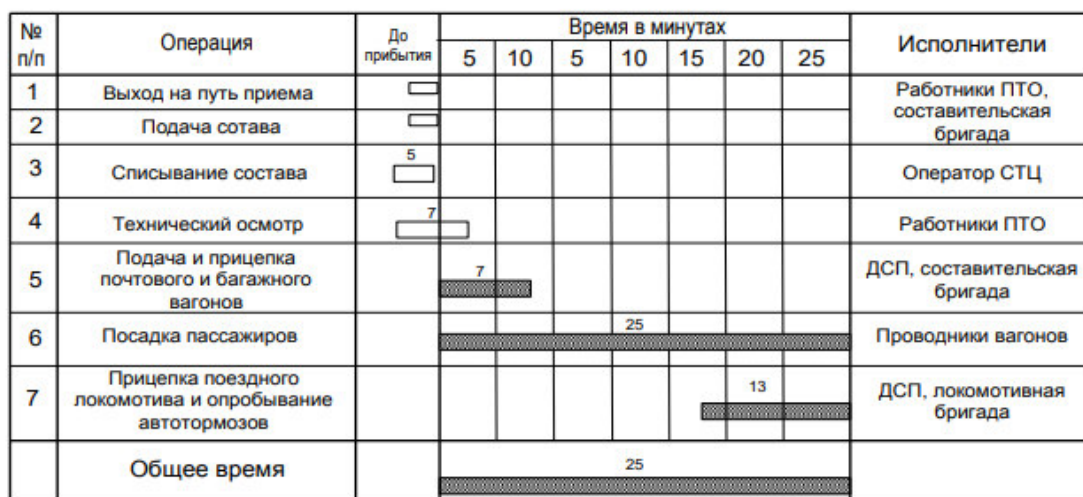 № п/п
Операция
До прибытия
Время в минутах
5 10 5 10 15 20 25
Исполнители
1
Выход на путь приема
Работники ПТО,
составительская
бригада
2
Подача сотава
3
Списывание состава
5
Оператор СТЦ
4
Технический осмотр
7
Работники ПТО
5
Подача и прицепка
почтового и багажного
вагонов
7
ДСП, составительская
бригада
6
Посадка пассажиров
25
Проводники вагонов
7
Прицепка поездного
локомотива и опробывание
автотормозов
13
ДСП, локомотивная
бригада
Общее время
25